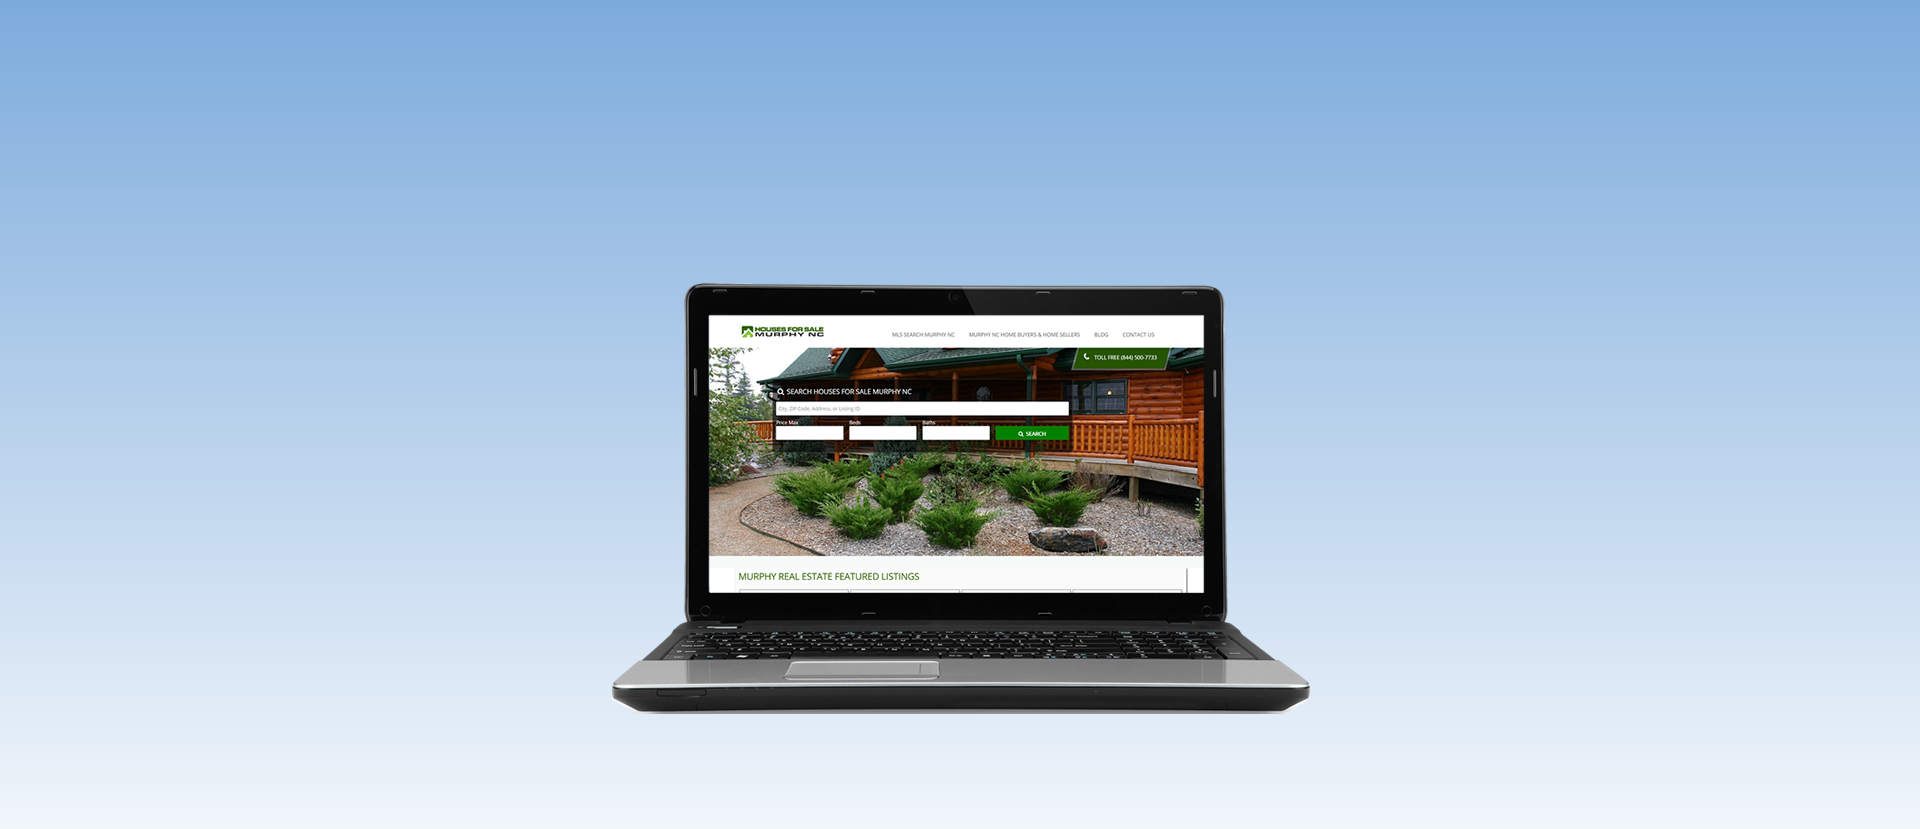 HOUSES FOR SALE
MURPHY NC
MLS SEARCH MURPHY NC
MURPHY NC HOME BUYERS & HOME SELLERS
BLOG
CONTACT US
TOLL FREE (844) 500-7733
SEARCH HOUSES FOR SALE MURPHY NC
City, ZIP Code, Address, or Listing ID
Price Max
Beds
Baths
SEARCH
MURPHY REAL ESTATE FEATURED LISTINGS